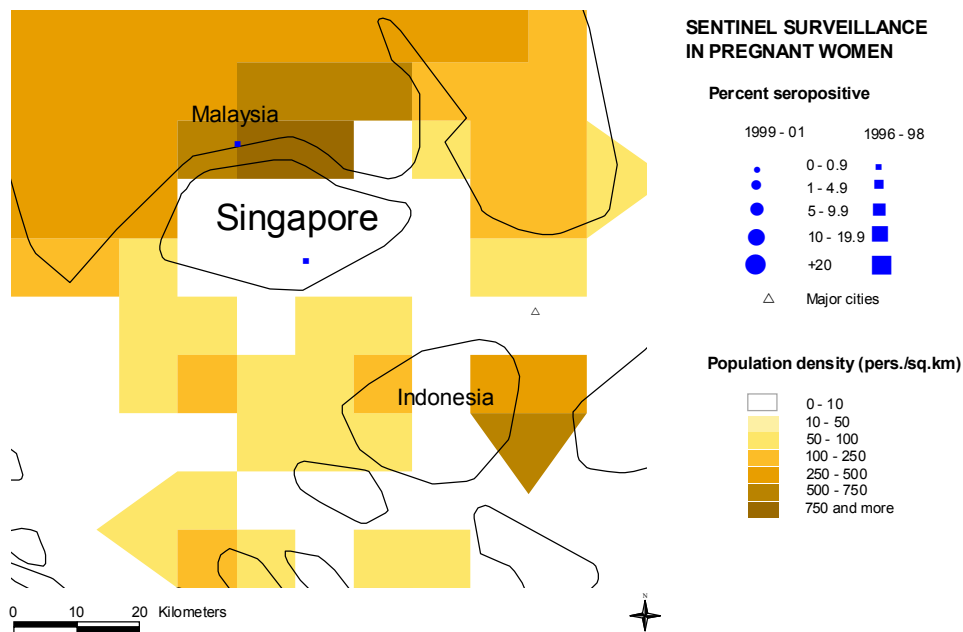 SENTINEL SURVEILLANCE
IN PREGNANT WOMEN
Percent seropositive
1999 - 01 1996 - 98
0 - 0.9
1 - 4.9
5 - 9.9
10 - 19.9
+20
Major cities
Population density (pers./sq.km)
0 - 10
10 - 50
50 - 100
100 - 250
250 - 500
500 - 750
750 and more
Malaysia
Singapore
Indonesia
0 10 20 Kilometers
N